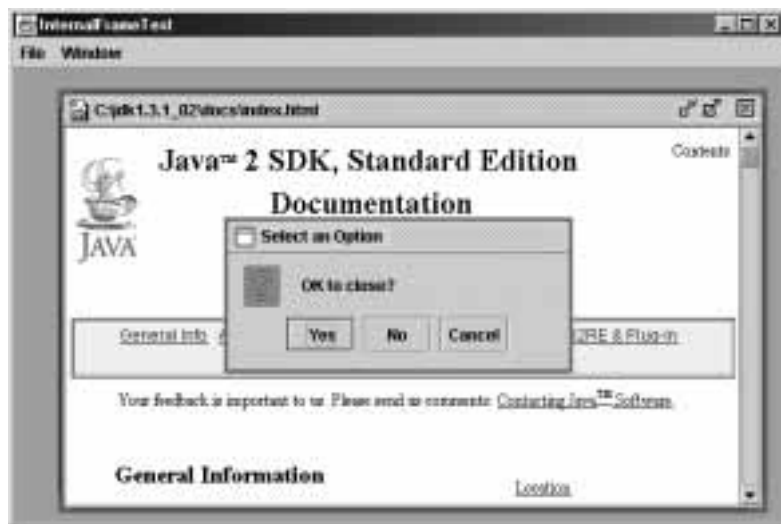 InternalFrameTest
File Window
C:\jdk1.3.1_02\docs\index.html
Contents
Java™ 2 SDK, Standard Edition
Documentation
JAVA
Select an Option
OK to close?
Yes No Cancel
General Info J2RE & Plug-in
Your feedback is important to us. Please send us comments: Contacting Java™ Software.
General Information
Location